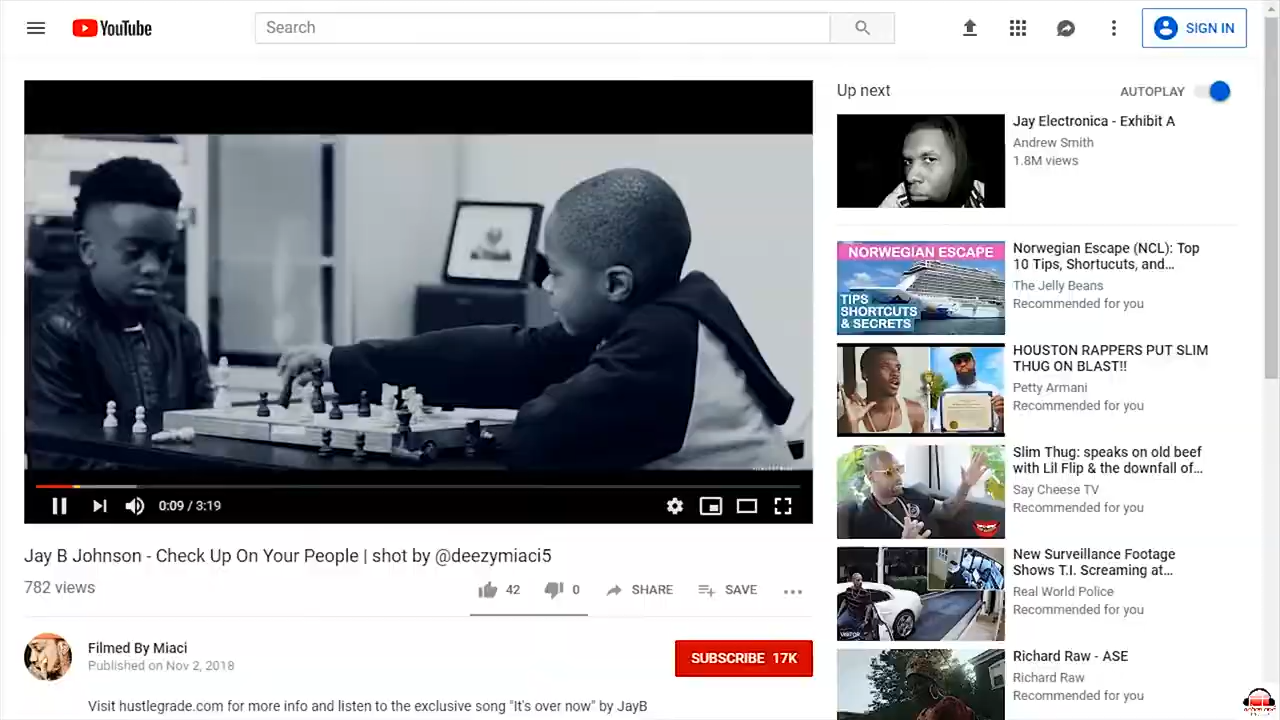 YouTube
Search
SIGN IN
Up next
AUTOPLAY
Jay Electronica - Exhibit A
Andrew Smith
1.8M views
NORWEGIAN ESCAPE
TIPS
SHORTCUTS
& SECRETS
Norwegian Escape (NCL): Top
10 Tips, Shortucuts, and...
The Jelly Beans
Recommended for you
HOUSTON RAPPERS PUT SLIM
THUG ON BLAST!!
Petty Armani
Recommended for you
Slim Thug: speaks on old beef
with Lil Flip & the downfall of...
Say Cheese TV
Recommended for you
New Surveillance Footage
Shows T.I. Screaming at...
Real World Police
Recommended for you
VISITOR
Richard Raw - ASE
Richard Raw
Recommended for you
0:09 / 3:19
Jay B Johnson - Check Up On Your People | shot by @deezymiaci5
782 views
42
0
SHARE
SAVE
Filmed By Miaci
Published on Nov 2, 2018
SUBSCRIBE 17K
Visit hustlegrade.com for more info and listen to the exclusive song "It's over now" by JayB